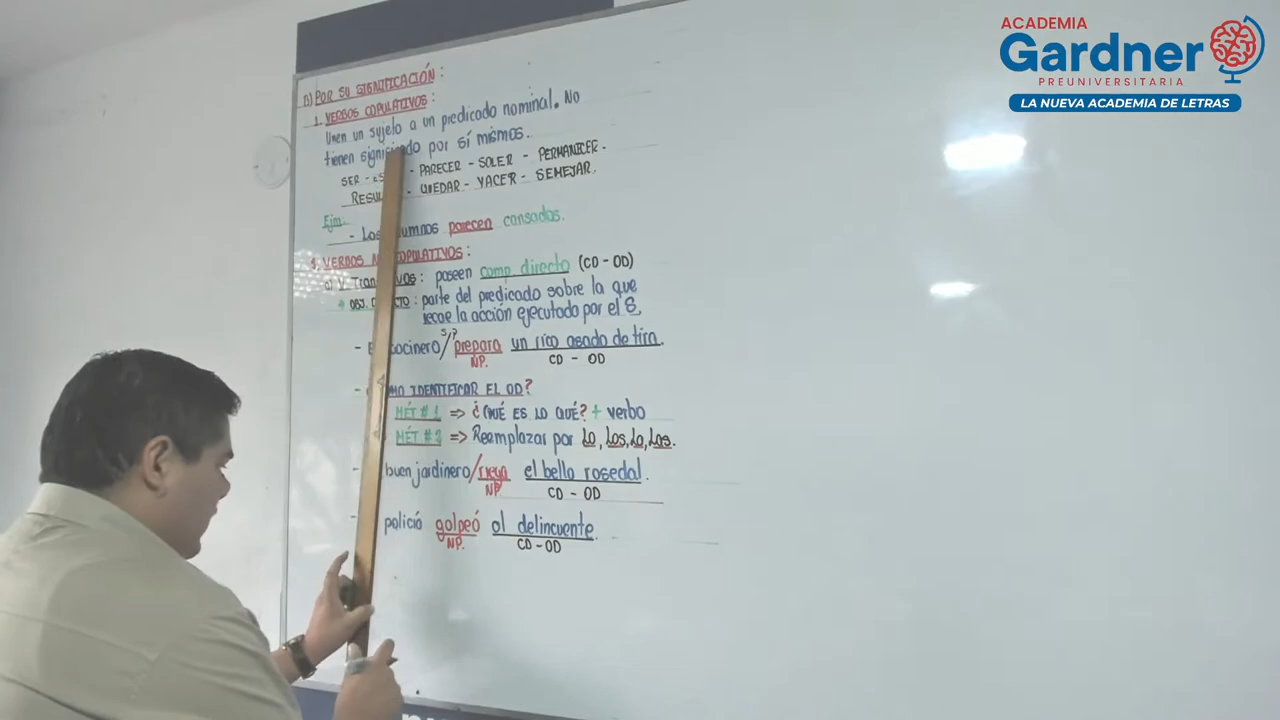 ACADEMIA
Gardner
PREUNIVERSITARIA
LA NUEVA ACADEMIA DE LETRAS
B) POR SU SIGNIFICACIÓN:
1. VERBOS COPULATIVOS:
Unen un sujeto a un predicado nominal. No
tienen significado por sí mismos.
SER - - PARECER - SOLER - PERMANECER.
- QUEDAR - YACER - SEMEJAR.
Ejm:
- Los parecen cansados.
VERBOS COPULATIVOS:
a) V. : poseen comp directo (CD - OD)
OBJ. : parte del predicado sobre la que
recae la acción ejecutado por el S.
- / prepara un rico asado de tira.
NP. CD - OD
- IDENTIFICAR EL OD?
MÉT # 1 => ¿QUÉ ES LO QUÉ? + verbo
MÉT # 2 => Reemplazar por Lo, Los, La, Las.
- buen jardinero / riega el bello rosedal.
NP CD - OD
- policía golpeó al delincuente.
NP. CD - OD